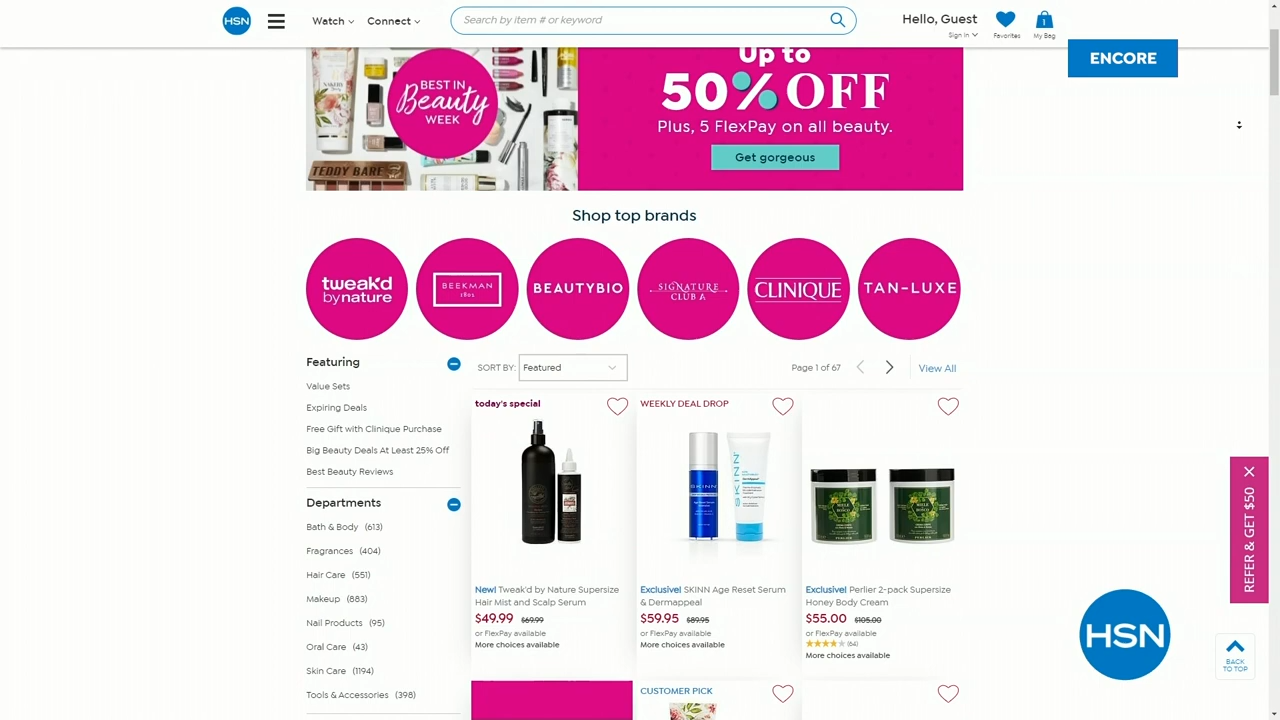 HSN
Watch
Connect
Search by item # or keyword
Hello, Guest
Sign In
Favorites
1
My Bag
ENCORE
BEST IN
Beauty
WEEK
TEDDY BARE
Up to
50% OFF
Plus, 5 FlexPay on all beauty.
Get gorgeous
Shop top brands
tweak'd
by nature
BEEKMAN
1802
BEAUTYBIO
SIGNATURE
CLUB A
CLINIQUE
TAN-LUXE
Featuring
Value Sets
Expiring Deals
Free Gift with Clinique Purchase
Big Beauty Deals At Least 25% Off
Best Beauty Reviews
Departments
Bath & Body (613)
Fragrances (404)
Hair Care (551)
Makeup (883)
Nail Products (95)
Oral Care (43)
Skin Care (1194)
Tools & Accessories (398)
SORT BY: Featured
Page 1 of 67
View All
today's special
New! Tweak'd by Nature Supersize
Hair Mist and Scalp Serum
$49.99 $69.99
or FlexPay available
More choices available
WEEKLY DEAL DROP
SKINN
SKINN
Exclusive! SKINN Age Reset Serum
& Dermappeal
$59.95 $89.95
or FlexPay available
More choices available
Exclusive! Perlier 2-pack Supersize
Honey Body Cream
$55.00 $105.00
or FlexPay available
(64)
More choices available
CUSTOMER PICK
REFER & GET $50
HSN
BACK
TO TOP